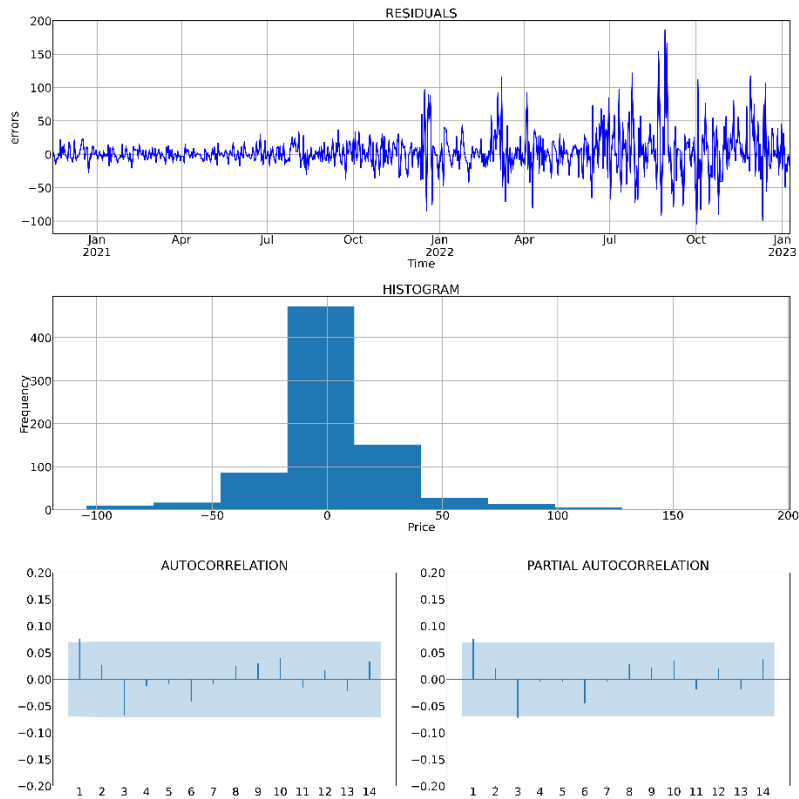 RESIDUALS
200
150
100
50
0
−50
−100
errors
Jan Apr Jul Oct Jan Apr Jul Oct Jan
2021 2022 2023
Time
HISTOGRAM
400
300
200
100
0
Frequency
−100 −50 0 50 100 150 200
Price
AUTOCORRELATION PARTIAL AUTOCORRELATION
0.20 0.20
0.15 0.15
0.10 0.10
0.05 0.05
0.00 0.00
−0.05 −0.05
−0.10 −0.10
−0.15 −0.15
−0.20 −0.20
1 2 3 4 5 6 7 8 9 10 11 12 13 14 1 2 3 4 5 6 7 8 9 10 11 12 13 14